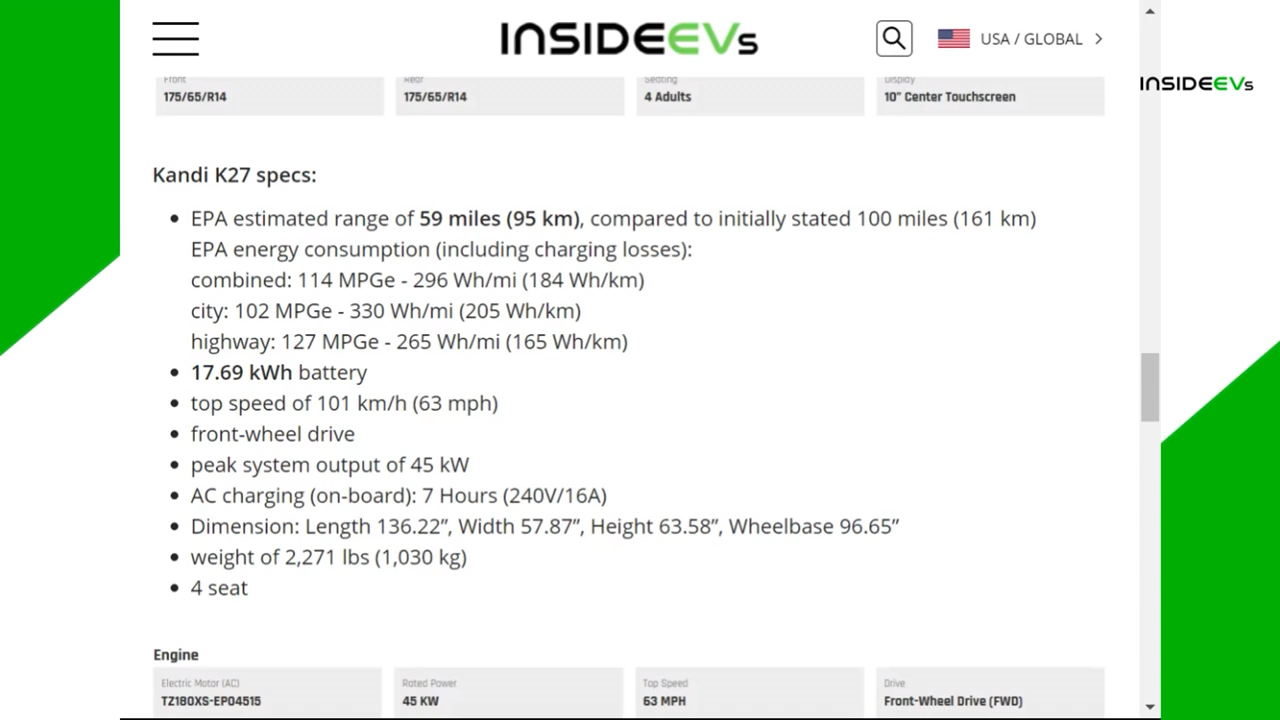 INSIDEEVs
USA / GLOBAL
INSIDEEVs
Front
Rear
Seating
Display
175/65/R14
175/65/R14
4 Adults
10" Center Touchscreen
Kandi K27 specs:
• EPA estimated range of 59 miles (95 km), compared to initially stated 100 miles (161 km)
EPA energy consumption (including charging losses):
combined: 114 MPGe - 296 Wh/mi (184 Wh/km)
city: 102 MPGe - 330 Wh/mi (205 Wh/km)
highway: 127 MPGe - 265 Wh/mi (165 Wh/km)
• 17.69 kWh battery
• top speed of 101 km/h (63 mph)
• front-wheel drive
• peak system output of 45 kW
• AC charging (on-board): 7 Hours (240V/16A)
• Dimension: Length 136.22”, Width 57.87”, Height 63.58”, Wheelbase 96.65”
• weight of 2,271 lbs (1,030 kg)
• 4 seat
Engine
Electric Motor (AC)
Rated Power
Top Speed
Drive
TZ180XS-EP04515
45 KW
63 MPH
Front-Wheel Drive (FWD)